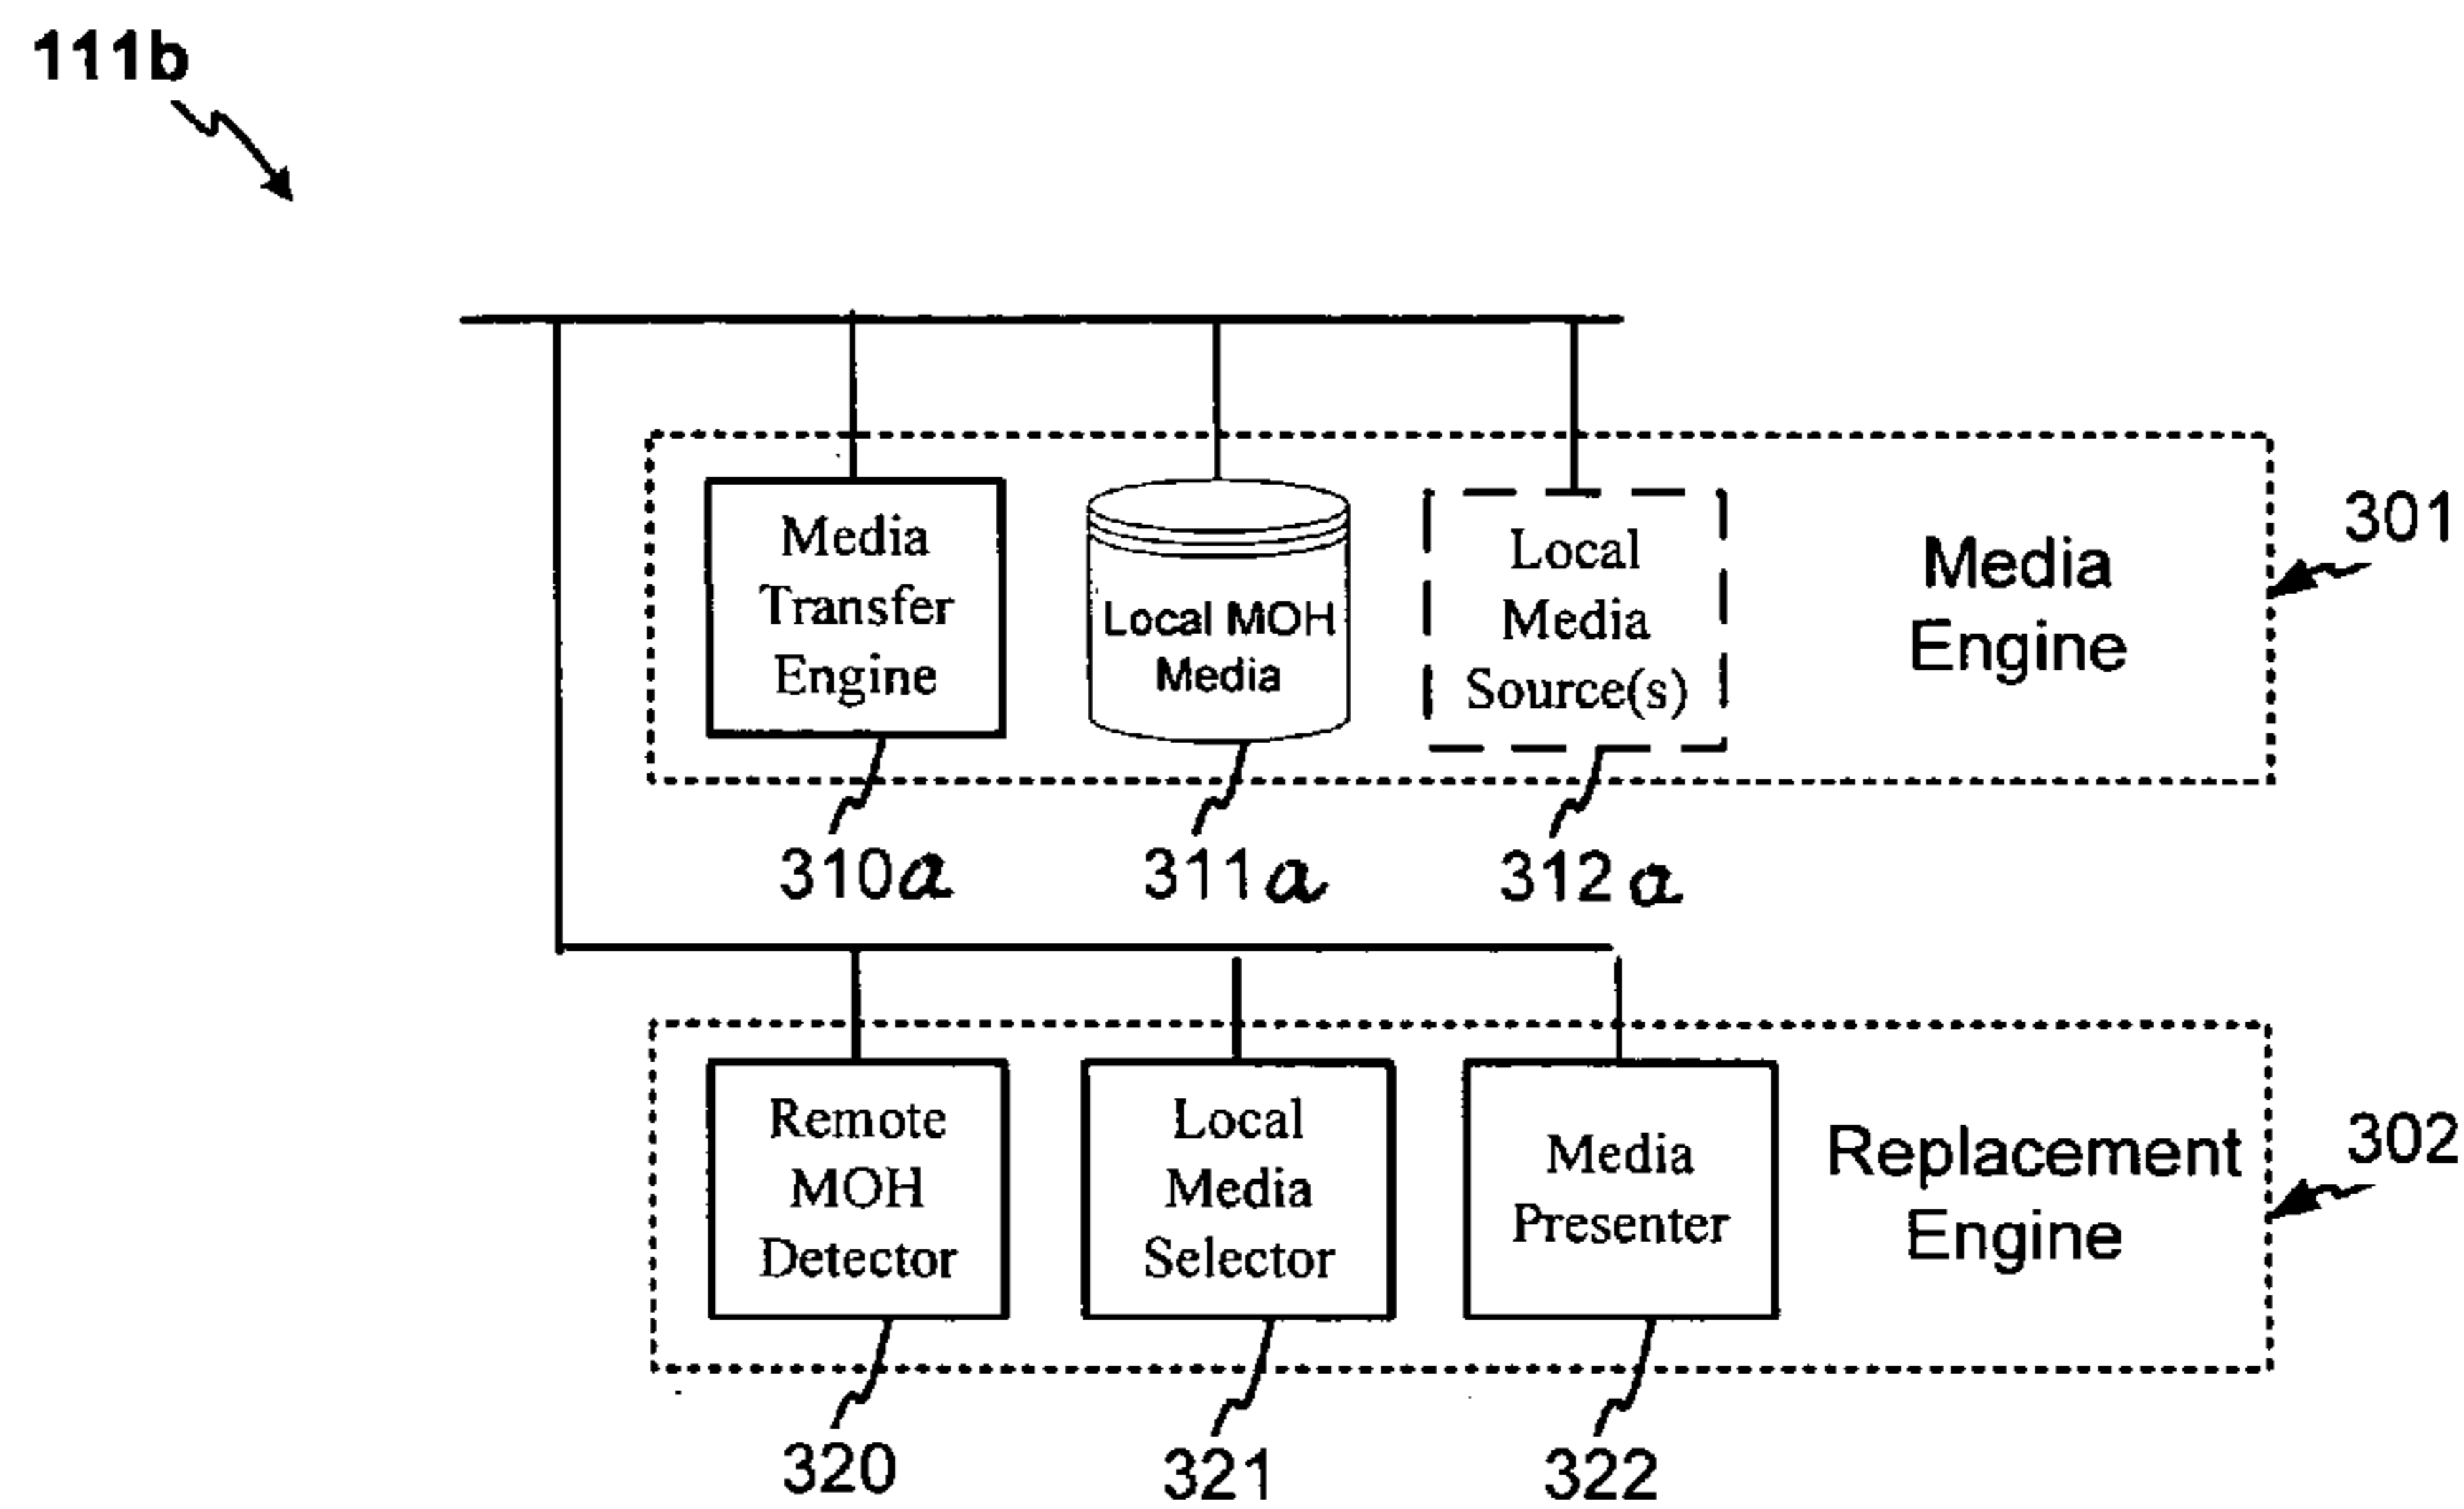 111b
Media
Transfer
Engine
Local MOH
Media
Local
Media
Source(s)
Media
Engine
301
310a
311a
312a
Remote
MOH
Detector
Local
Media
Selector
Media
Presenter
Replacement
Engine
302
320
321
322